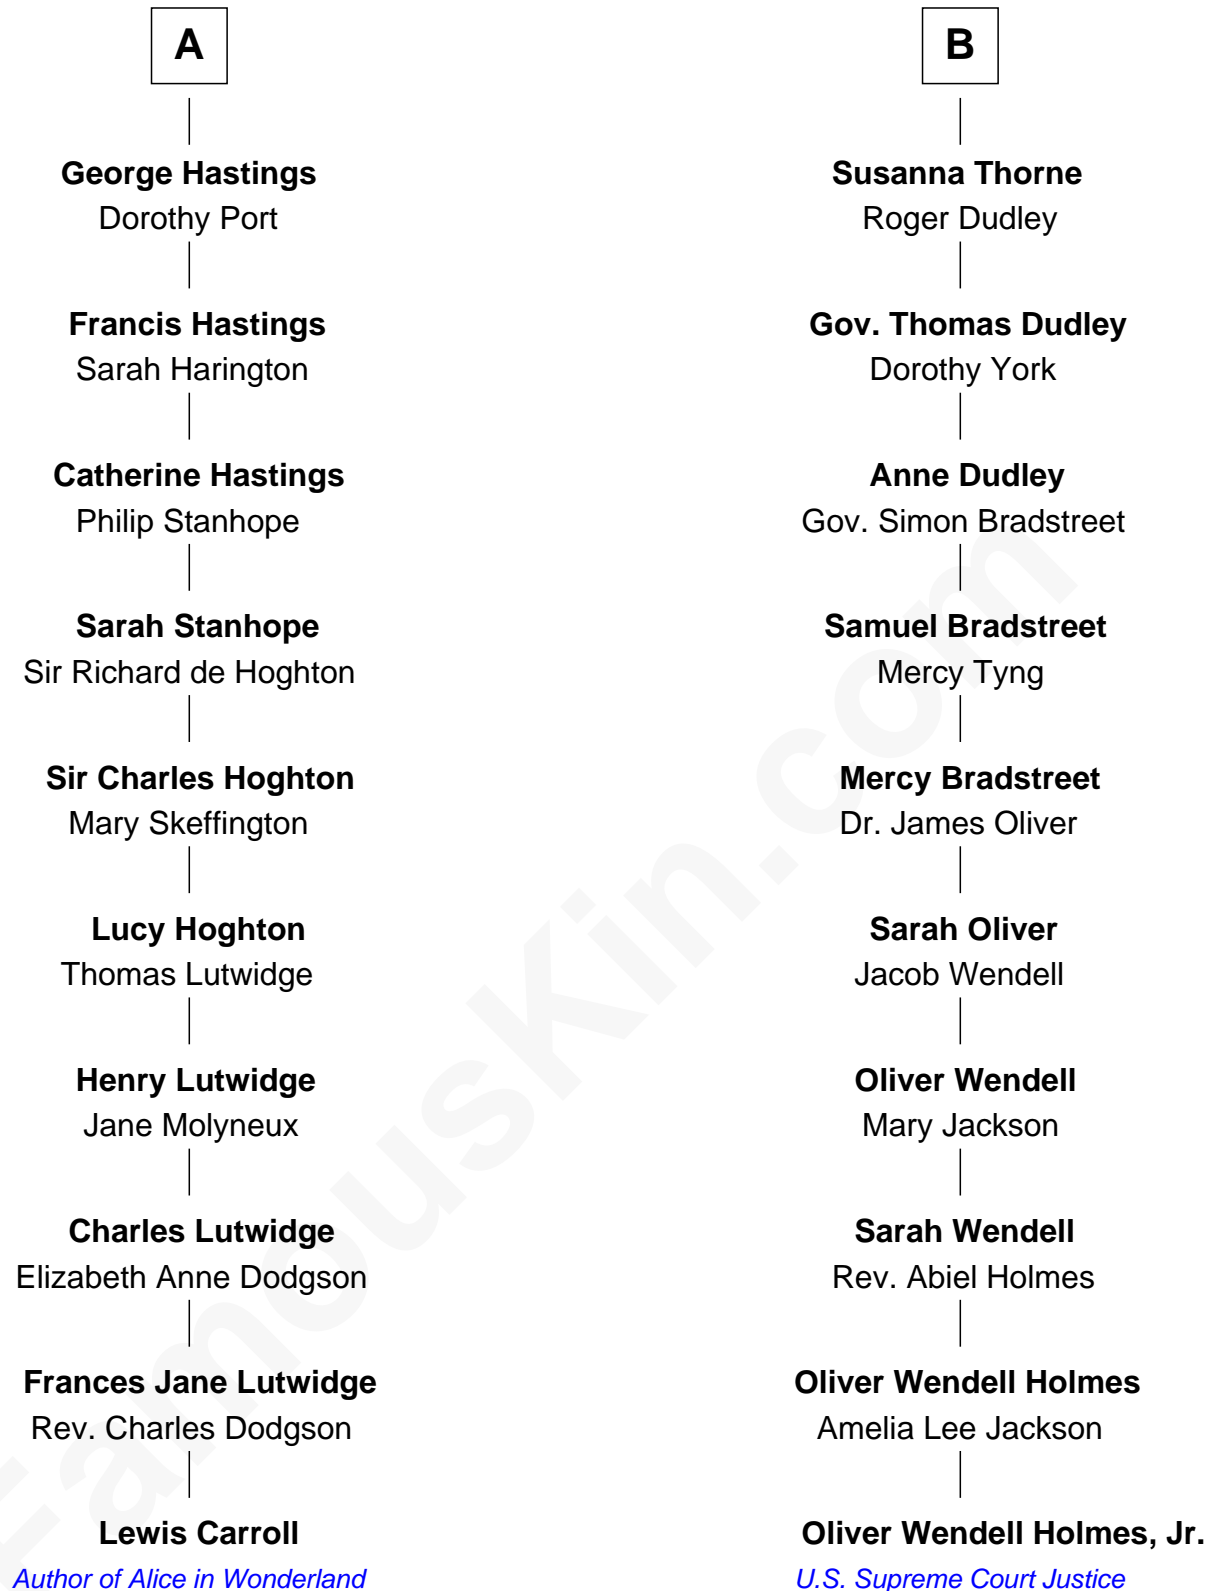 A
George Hastings
Dorothy Port
Francis Hastings
Sarah Harington
Catherine Hastings
Philip Stanhope
Sarah Stanhope
Sir Richard de Hoghton
Sir Charles Hoghton
Mary Skeffington
Lucy Hoghton
Thomas Lutwidge
Henry Lutwidge
Jane Molyneux
Charles Lutwidge
Elizabeth Anne Dodgson
Frances Jane Lutwidge
Rev. Charles Dodgson
Lewis Carroll
Author of Alice in Wonderland
B
Susanna Thorne
Roger Dudley
Gov. Thomas Dudley
Dorothy York
Anne Dudley
Gov. Simon Bradstreet
Samuel Bradstreet
Mercy Tyng
Mercy Bradstreet
Dr. James Oliver
Sarah Oliver
Jacob Wendell
Oliver Wendell
Mary Jackson
Sarah Wendell
Rev. Abiel Holmes
Oliver Wendell Holmes
Amelia Lee Jackson
Oliver Wendell Holmes, Jr.
U.S. Supreme Court Justice
FamousKin.com